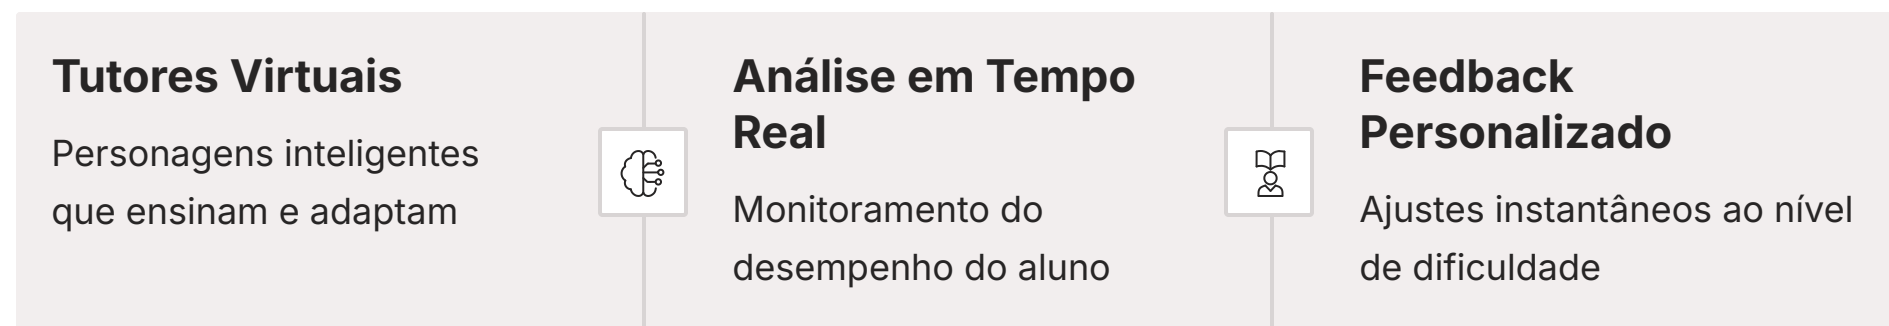 Tutores Virtuais
Personagens inteligentes
que ensinam e adaptam
Análise em Tempo
Real
Monitoramento do
desempenho do aluno
Feedback
Personalizado
Ajustes instantâneos ao nível
de dificuldade